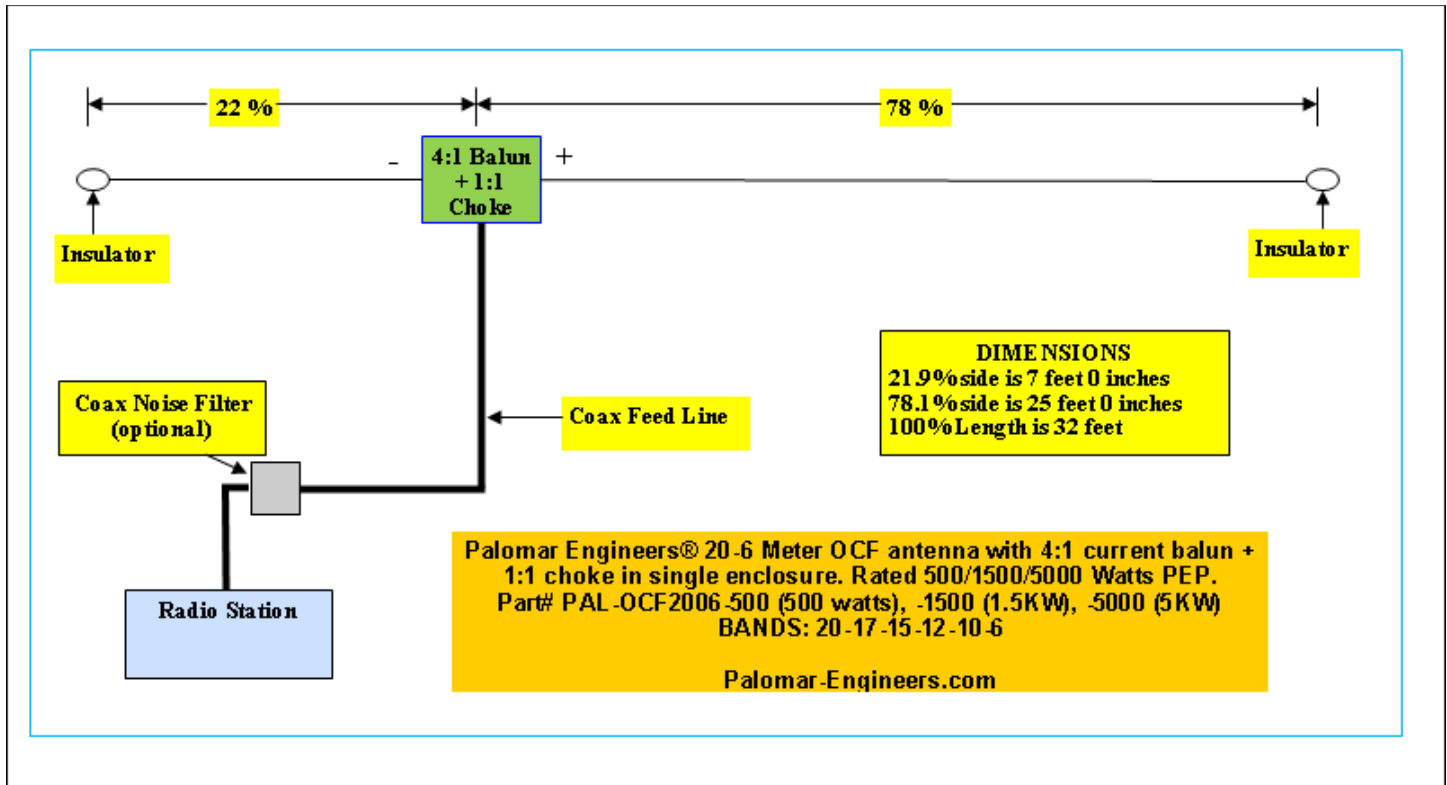 22 %
78 %
-
4:1 Balun
+ 1:1
Choke
+
Insulator
Insulator
DIMENSIONS
21.9% side is 7 feet 0 inches
78.1% side is 25 feet 0 inches
100% Length is 32 feet
Coax Noise Filter
(optional)
Coax Feed Line
Palomar Engineers® 20-6 Meter OCF antenna with 4:1 current balun +
1:1 choke in single enclosure. Rated 500/1500/5000 Watts PEP.
Part# PAL-OCF2006-500 (500 watts), -1500 (1.5KW), -5000 (5KW)
BANDS: 20-17-15-12-10-6
Palomar-Engineers.com
Radio Station